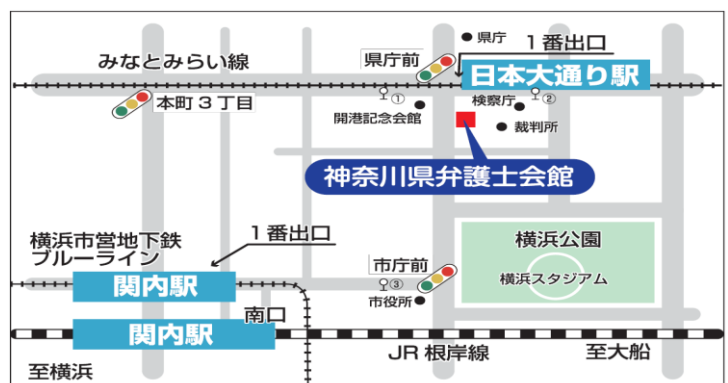 県庁
１番出口
県庁前
みなとみらい線
日本大通り駅
本町３丁目
①
②
検察庁
開港記念会館
裁判所
神奈川県弁護士会館
１番出口
横浜市営地下鉄
ブルーライン
横浜公園
市庁前
横浜スタジアム
関内駅
③
市役所
南口
関内駅
JR根岸線
至大船
至横浜